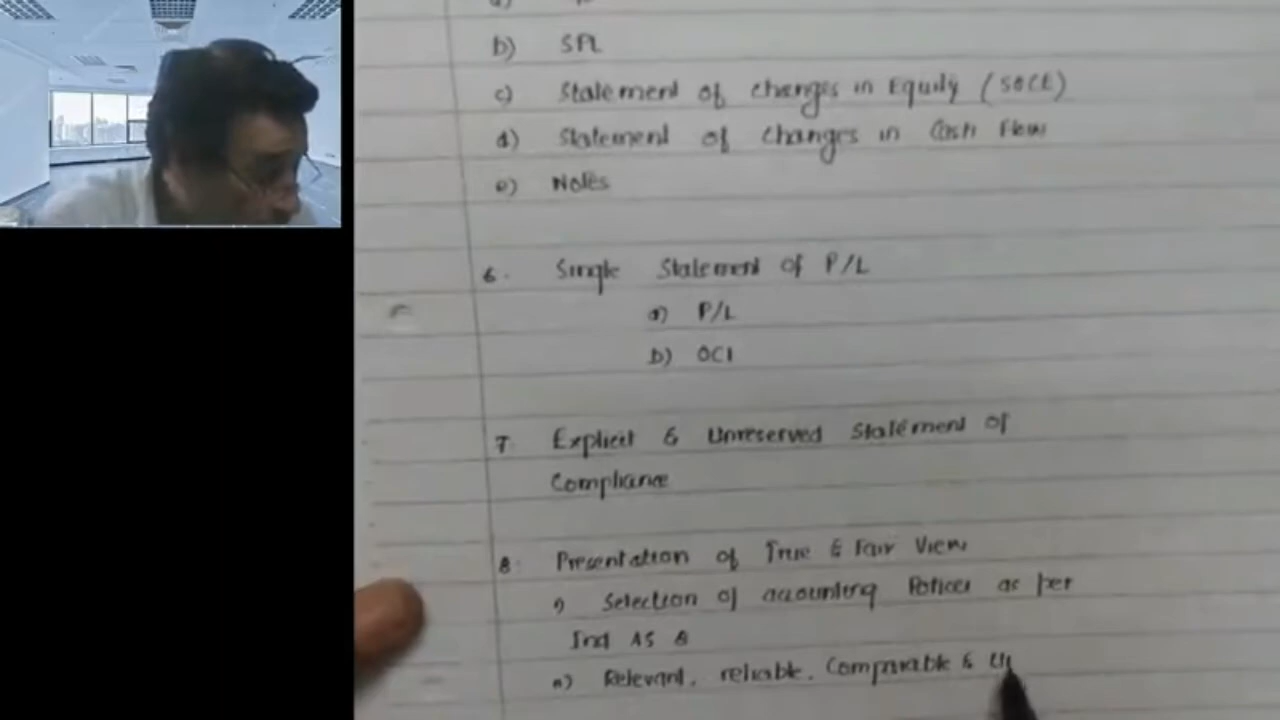 b) SPL
c) Statement of changes in Equity (SOCE)
d) Statement of changes in Cash Flow
e) Notes
6. Single Statement of P/L
a) P/L
b) OCI
7. Explicit & Unreserved Statement of
Compliance
8. Presentation of True & Fair View
i) Selection of accounting Policies as per
Ind AS &
ii) Relevant, reliable, Comparable &